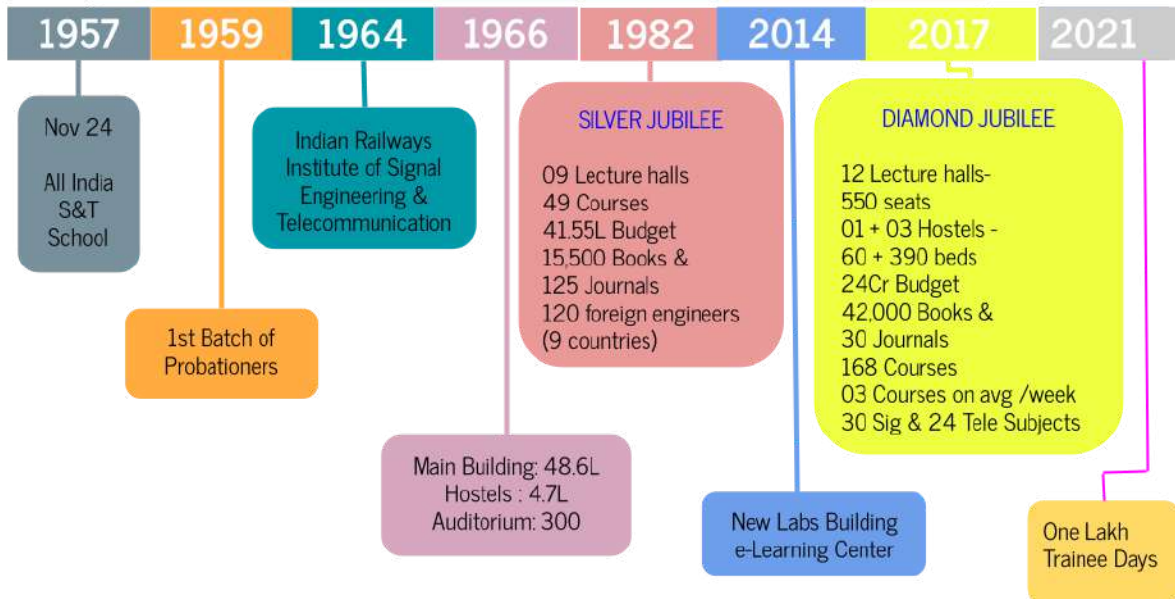 1957
1959
1964
1966
1982
2014
2017
2021
Nov 24
All India
S&T
School
1st Batch of
Probationers
Indian Railways
Institute of Signal
Engineering &
Telecommunication
Main Building: 48.6L
Hostels : 4.7L
Auditorium: 300
SILVER JUBILEE
09 Lecture halls
49 Courses
41.55L Budget
15,500 Books &
125 Journals
120 foreign engineers
(9 countries)
New Labs Building
e-Learning Center
DIAMOND JUBILEE
12 Lecture halls-
550 seats
01 + 03 Hostels -
60 + 390 beds
24Cr Budget
42,000 Books &
30 Journals
168 Courses
03 Courses on avg /week
30 Sig & 24 Tele Subjects
One Lakh
Trainee Days